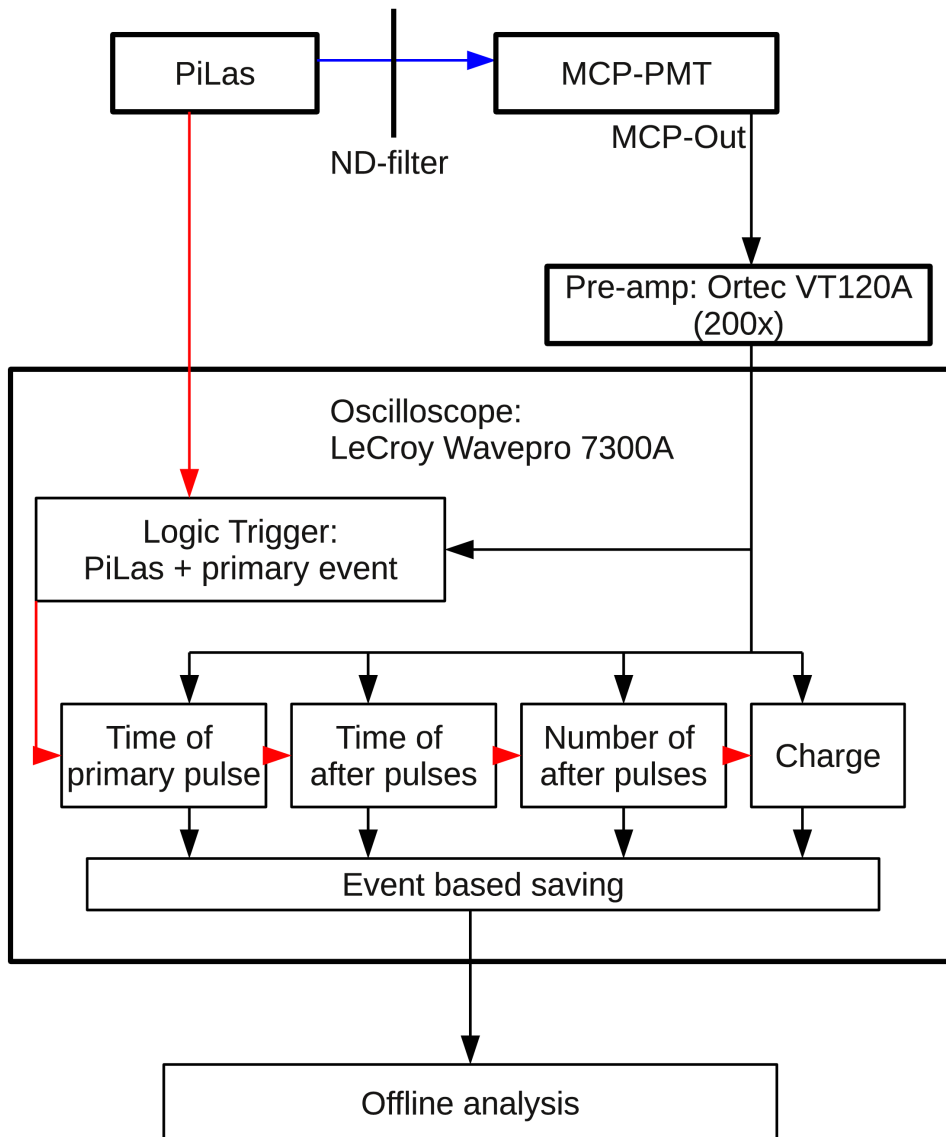 PiLas
MCP-PMT
MCP-Out
ND-filter
Pre-amp: Ortec VT120A
(200x)
Oscilloscope:
LeCroy Wavepro 7300A
Logic Trigger:
PiLas + primary event
Time of
primary pulse
Time of
after pulses
Number of
after pulses
Charge
Event based saving
Offline analysis